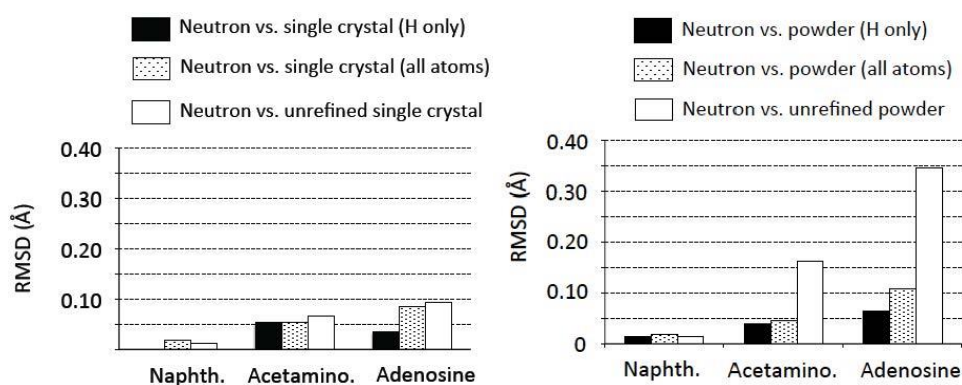 Neutron vs. single crystal (H only)
Neutron vs. single crystal (all atoms)
Neutron vs. unrefined single crystal
0.40
0.30
0.20
0.10
RMSD (Å)
Naphth. Acetamino. Adenosine
Neutron vs. powder (H only)
Neutron vs. powder (all atoms)
Neutron vs. unrefined powder
0.40
0.30
0.20
0.10
0
RMSD (Å)
Naphth. Acetamino. Adenosine